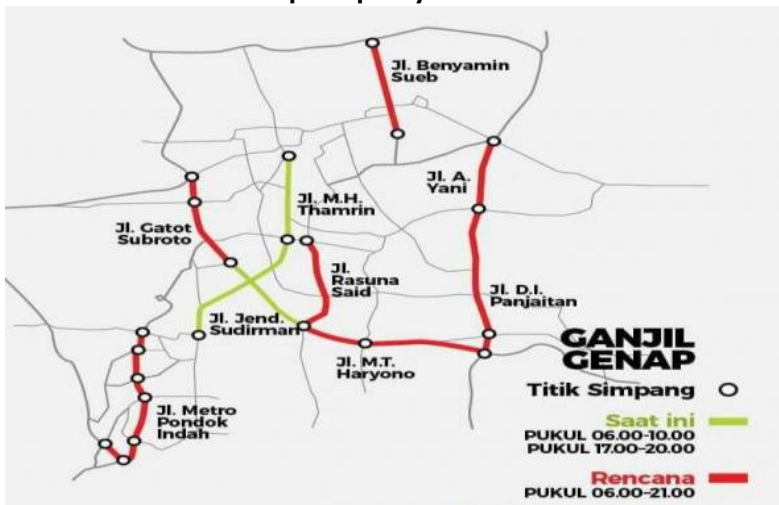 Jl. Benyamin
Sueb
Jl. A.
Yani
Jl. M.H.
Thamrin
Jl. Gatot
Subroto
Jl.
Rasuna
Said
Jl. D.I.
Panjaitan
Jl. Jend.
Sudirman
Jl. M.T.
Haryono
Jl. Metro
Pondok
Indah
GANJIL
GENAP
Titik Simpang
Saat ini
PUKUL 06.00-10.00
PUKUL 17.00-20.00
Rencana
PUKUL 06.00-21.00